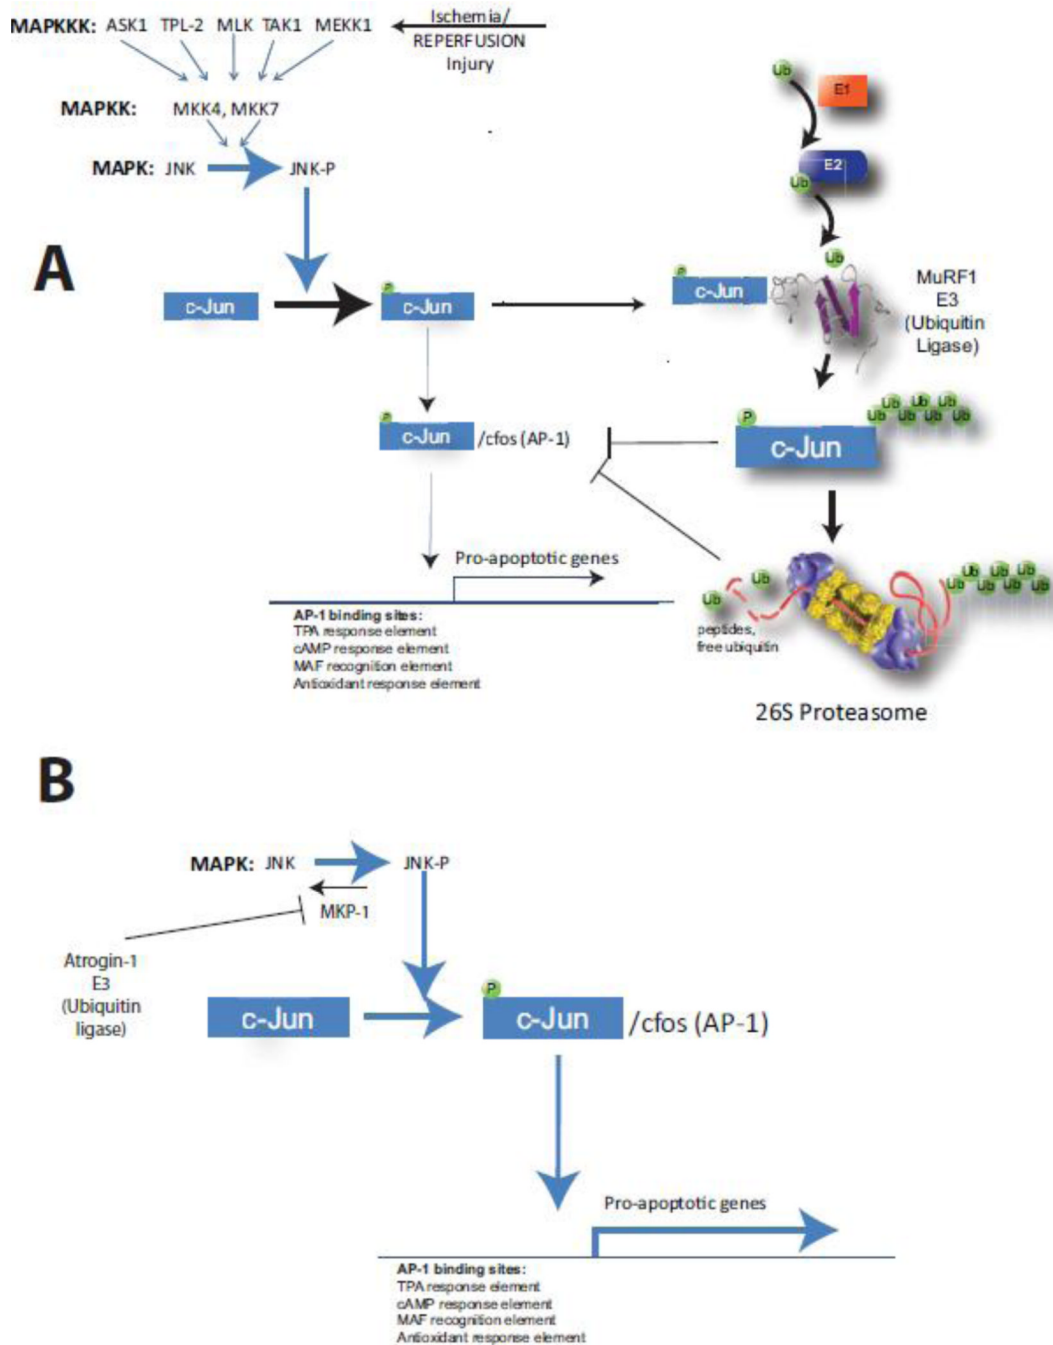 MAPKKK: ASK1 TPL-2 MLK TAK1 MEKK1
Ischemia/
REPERFUSION
Injury
MAPKK: MKK4, MKK7
MAPK: JNK JNK-P
Ub
E1
E2
Ub
Ub
A
c-Jun
P
c-Jun
P
c-Jun
MuRF1
E3
(Ubiquitin
Ligase)
P
c-Jun /cfos (AP-1)
P
c-Jun
Ub Ub Ub Ub Ub Ub Ub
Pro-apoptotic genes
AP-1 binding sites:
TPA response element
cAMP response element
MAF recognition element
Antioxidant response element
Ub
Ub
peptides,
free ubiquitin
Ub Ub Ub Ub Ub Ub Ub
26S Proteasome
B
MAPK: JNK JNK-P
MKP-1
Atrogin-1
E3
(Ubiquitin
ligase)
c-Jun
P
c-Jun /cfos (AP-1)
Pro-apoptotic genes
AP-1 binding sites:
TPA response element
cAMP response element
MAF recognition element
Antioxidant response element